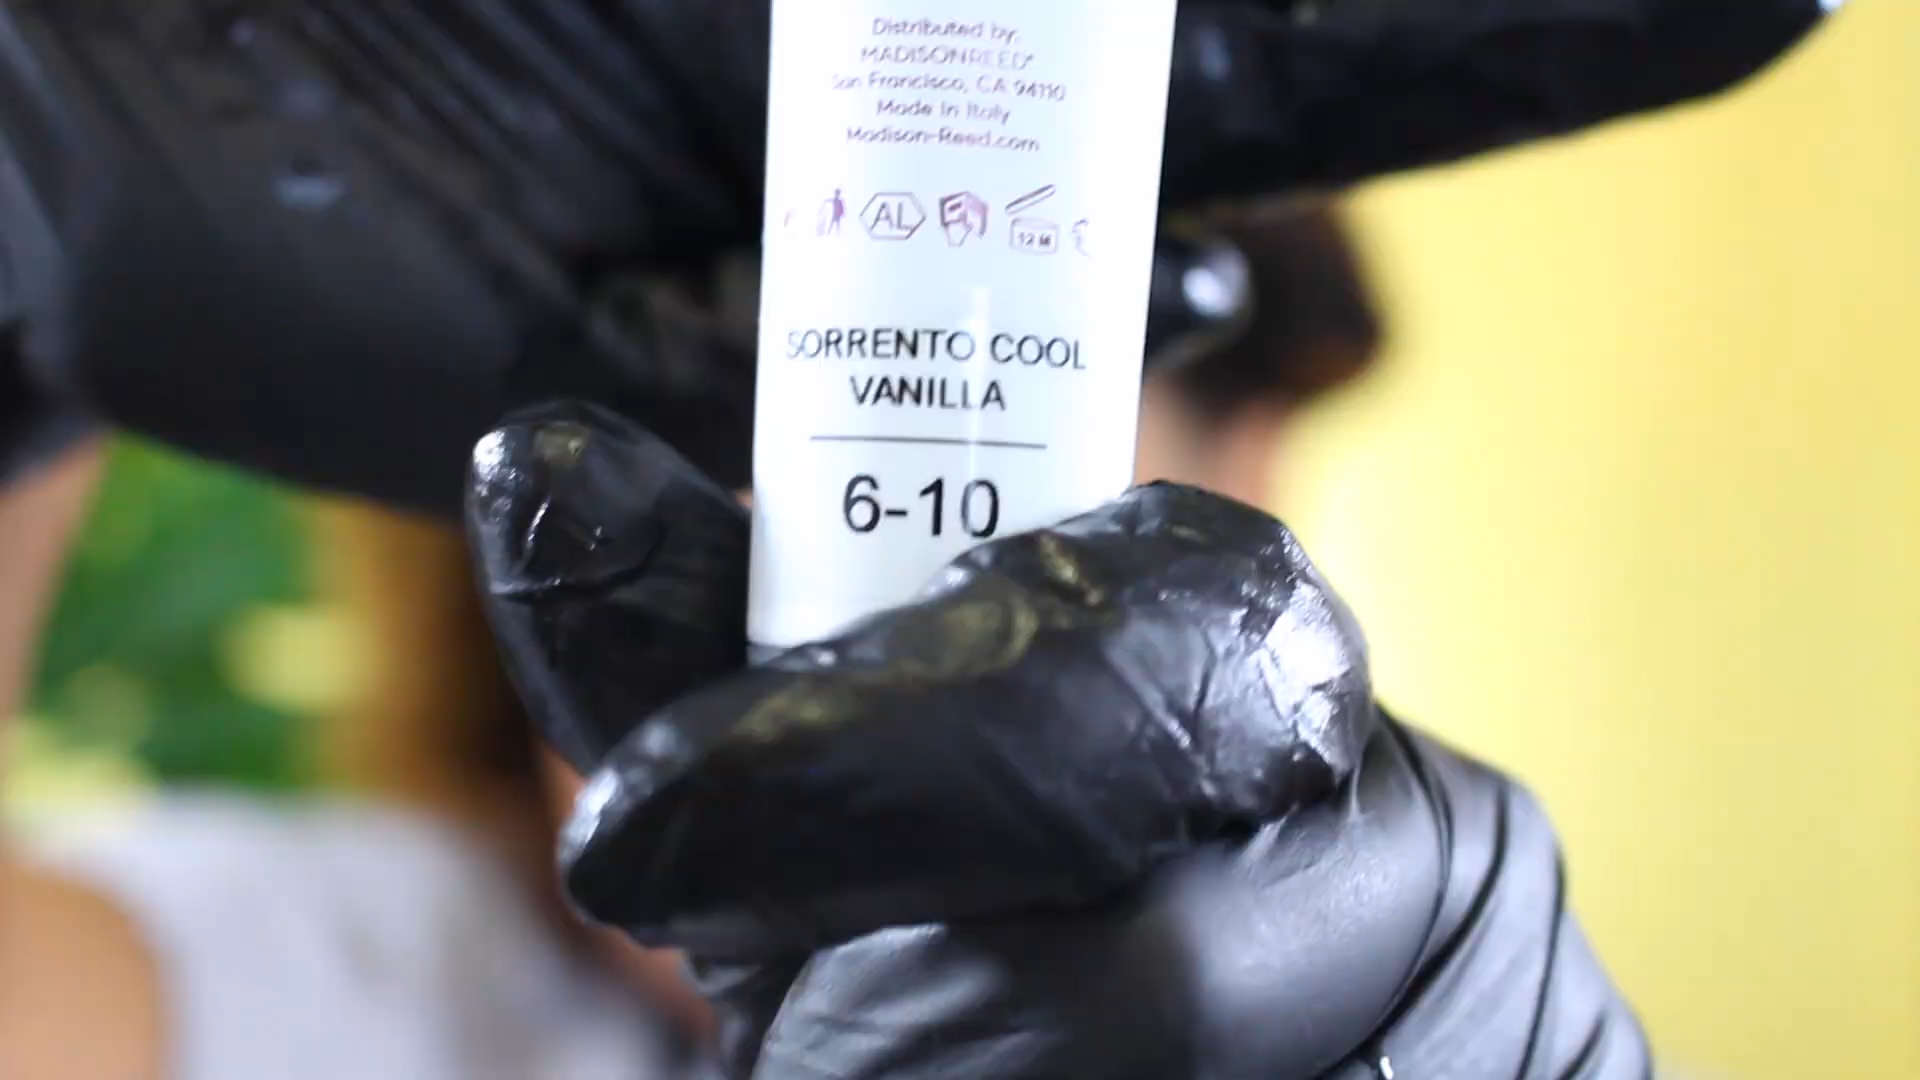 Distributed by:
MADISONREED®
San Francisco, CA 94110
Made in Italy
Madison-Reed.com
AL
12 M
SORRENTO COOL
VANILLA
6-10